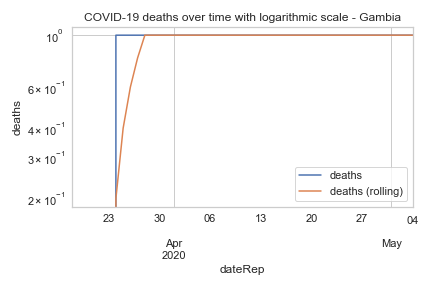 COVID-19 deaths over time with logarithmic scale - Gambia
10⁰
6 × 10⁻¹
4 × 10⁻¹
3 × 10⁻¹
2 × 10⁻¹
deaths
deaths
deaths (rolling)
23 30 06 13 20 27 04
Apr May
2020
dateRep